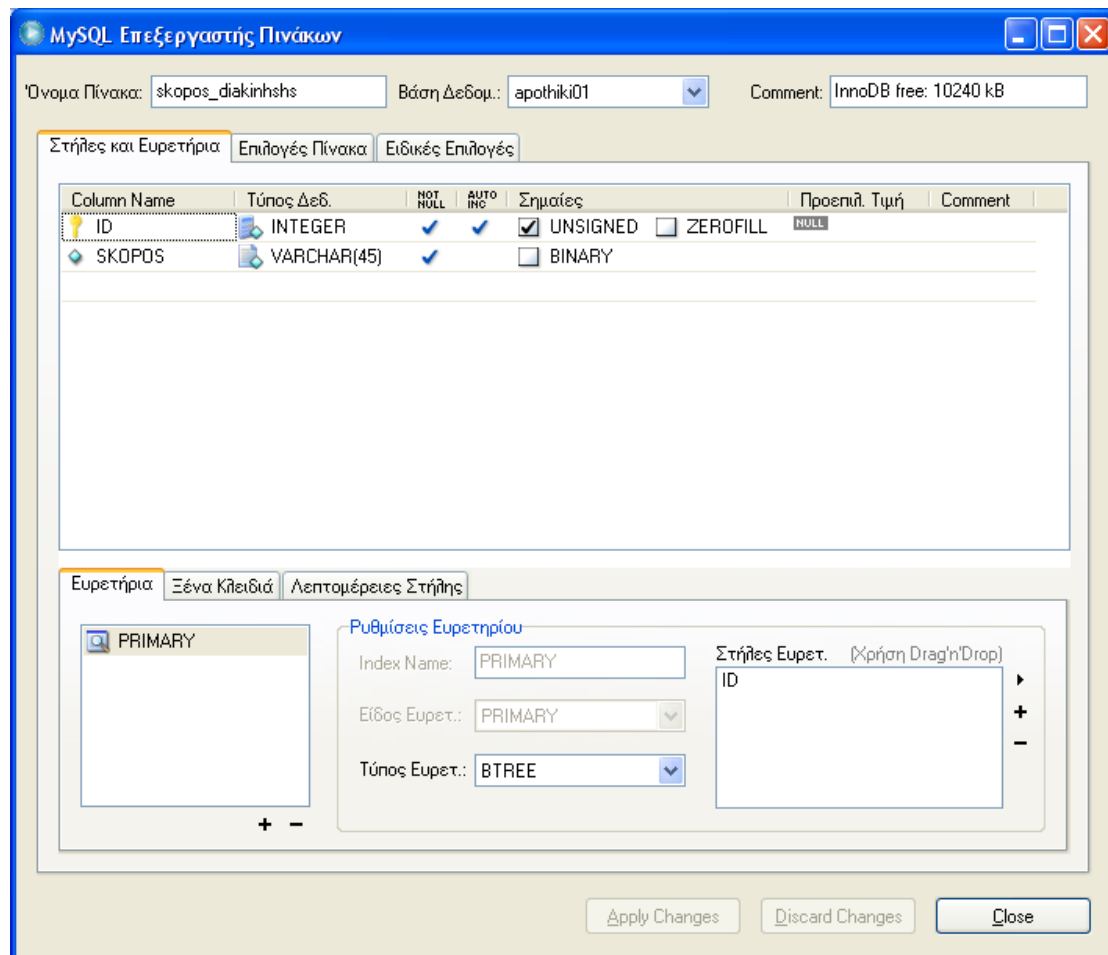 MySQL Επεξεργαστής Πινάκων
Όνομα Πίνακα: skopos_diakinhshs Βάση Δεδομ.: apothiki01 Comment: InnoDB free: 10240 kB
Στήλες και Ευρετήρια Επιλογές Πίνακα Ειδικές Επιλογές
Column Name Τύπος Δεδ. NOT NULL AUTO INC Σημαίες Προεπιλ. Τιμή Comment
ID INTEGER UNSIGNED ZEROFILL NULL
SKOPOS VARCHAR(45) BINARY
Ευρετήρια Ξένα Κλειδιά Λεπτομέρειες Στήλης
PRIMARY
Ρυθμίσεις Ευρετηρίου
Index Name: PRIMARY
Είδος Ευρετ.: PRIMARY
Τύπος Ευρετ.: BTREE
Στήλες Ευρετ. (Χρήση Drag'n'Drop)
ID
Apply Changes Discard Changes Close